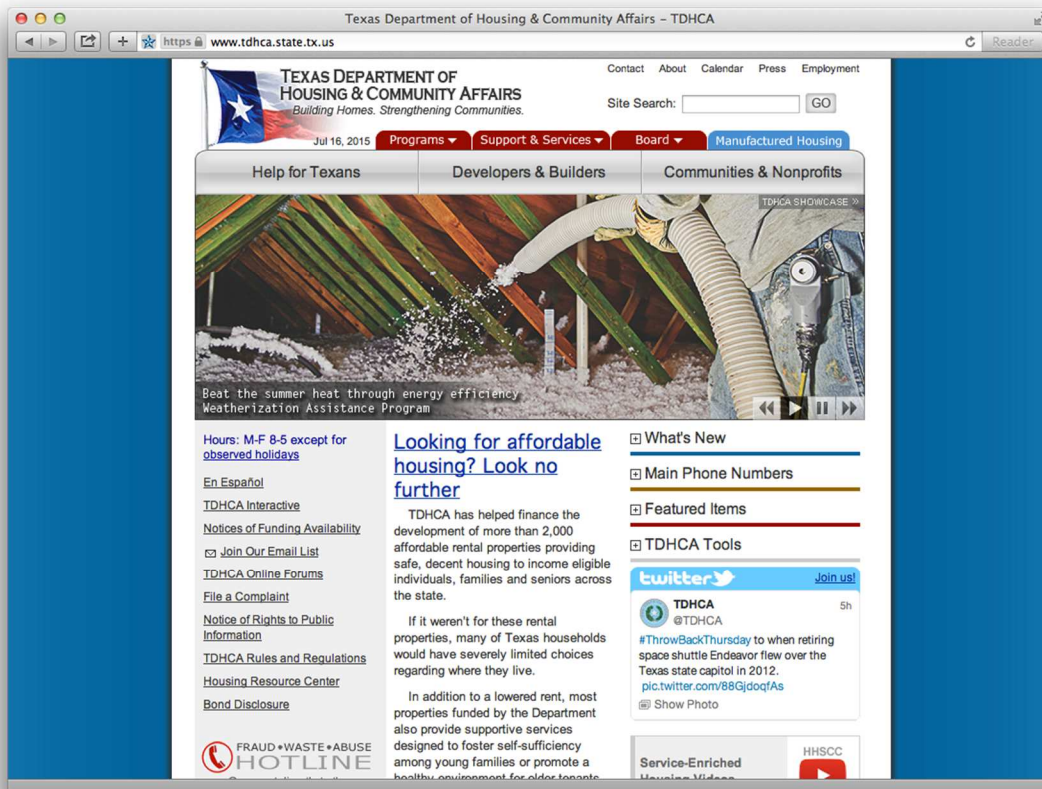 Texas Department of Housing & Community Affairs – TDHCA
https www.tdhca.state.tx.us
Reader
TEXAS DEPARTMENT OF
HOUSING & COMMUNITY AFFAIRS
Building Homes. Strengthening Communities.
Contact About Calendar Press Employment
Site Search: GO
Jul 16, 2015 Programs Support & Services Board Manufactured Housing
Help for Texans Developers & Builders Communities & Nonprofits
TDHCA SHOWCASE »
Beat the summer heat through energy efficiency
Weatherization Assistance Program
Hours: M-F 8-5 except for
observed holidays
En Español
TDHCA Interactive
Notices of Funding Availability
Join Our Email List
TDHCA Online Forums
File a Complaint
Notice of Rights to Public
Information
TDHCA Rules and Regulations
Housing Resource Center
Bond Disclosure
FRAUD•WASTE•ABUSE
HOTLINE
Looking for affordable
housing? Look no
further
TDHCA has helped finance the
development of more than 2,000
affordable rental properties providing
safe, decent housing to income eligible
individuals, families and seniors across
the state.
If it weren't for these rental
properties, many of Texas households
would have severely limited choices
regarding where they live.
In addition to a lowered rent, most
properties funded by the Department
also provide supportive services
designed to foster self-sufficiency
among young families or promote a
healthy environment for older tenants
What's New
Main Phone Numbers
Featured Items
TDHCA Tools
twitter Join us!
TDHCA 5h
@TDHCA
#ThrowBackThursday to when retiring
space shuttle Endeavor flew over the
Texas state capitol in 2012.
pic.twitter.com/88GjdoqfAs
Show Photo
Service-Enriched
Housing Videos
HHSCC